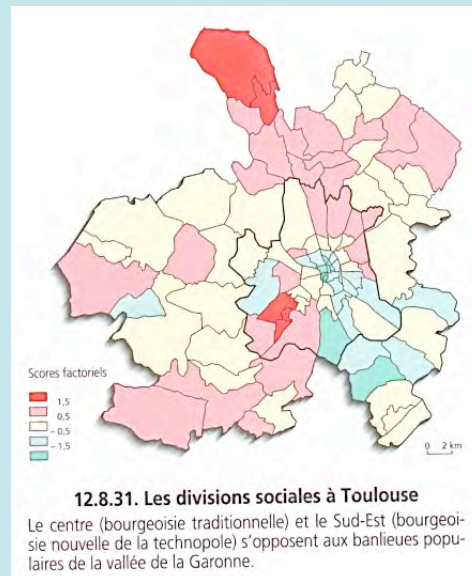 Scores factoriels
1,5
0,5
– 0,5
– 1,5
0 2 km
12.8.31. Les divisions sociales à Toulouse
Le centre (bourgeoisie traditionnelle) et le Sud-Est (bourgeoi-
sie nouvelle de la technopole) s'opposent aux banlieues popu-
laires de la vallée de la Garonne.